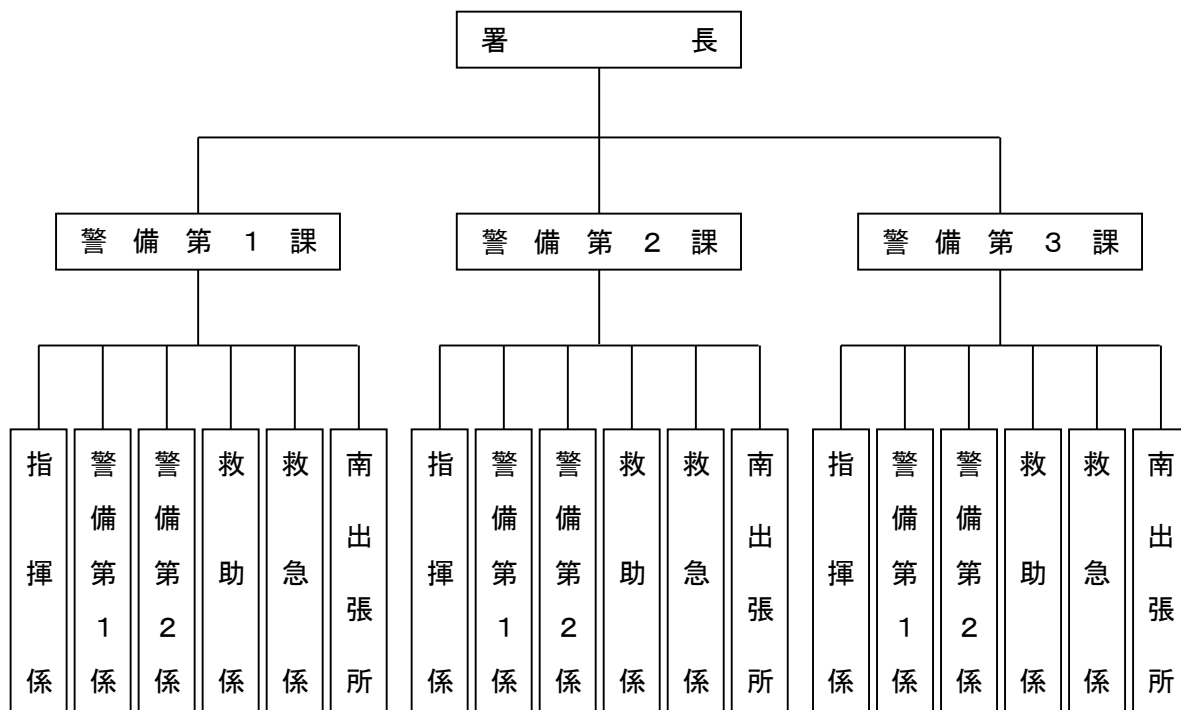 署長
警備第１課
警備第２課
警備第３課
指揮係
警備第１係
警備第２係
救助係
救急係
南出張所
指揮係
警備第１係
警備第２係
救助係
救急係
南出張所
指揮係
警備第１係
警備第２係
救助係
救急係
南出張所